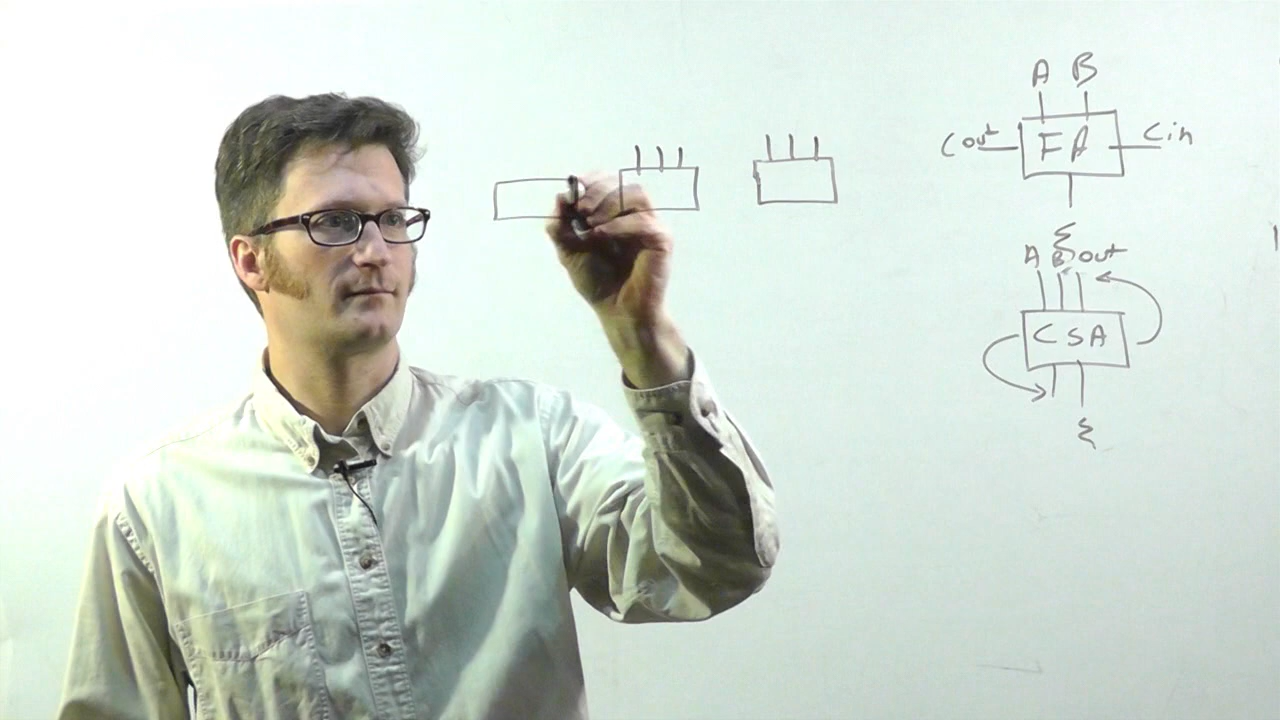 A B
Cout FA Cin
Σ
A B out
CSA
Σ